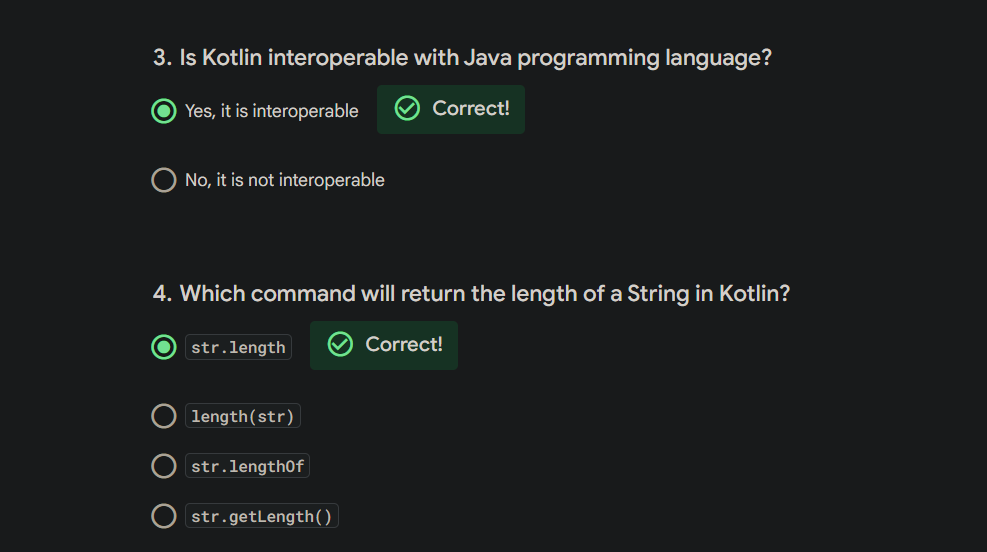 3. Is Kotlin interoperable with Java programming language?
Yes, it is interoperable Correct!
No, it is not interoperable
4. Which command will return the length of a String in Kotlin?
str.length Correct!
length(str)
str.lengthOf
str.getLength()